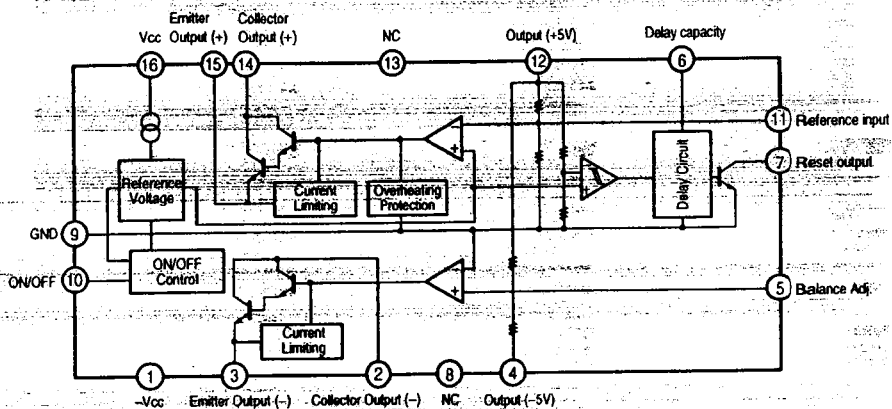 Emitter Output (+)
Collector Output (+)
Vcc
NC
Output (+5V)
Delay capacity
16
15
14
13
12
6
11 Reference input
7 Reset output
Reference Voltage
Current Limiting
Overheating Protection
Delay Circuit
GND 9
ON/OFF 10
ON/OFF Control
5 Balance Adj.
Current Limiting
1
3
2
8
4
-Vcc
Emitter Output (-)
Collector Output (-)
NC
Output (-5V)